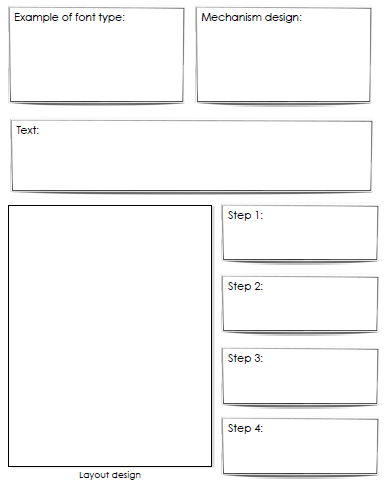 Example of font type:
Mechanism design:
Text:
Step 1:
Step 2:
Step 3:
Step 4:
Layout design